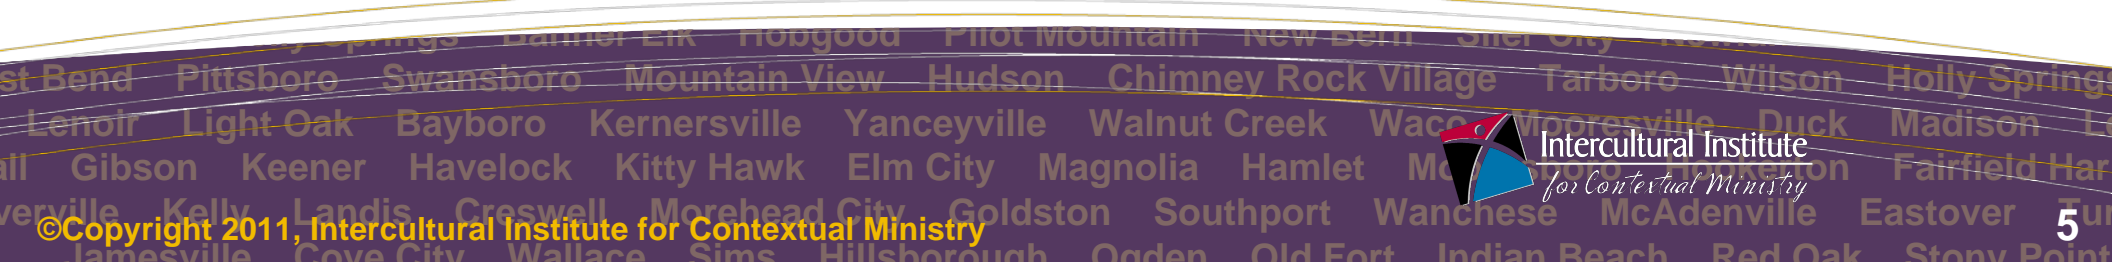 Springs Banner Elk Hobgood Pilot Mountain New Bern Siler City
st Bend Pittsboro Swansboro Mountain View Hudson Chimney Rock Village Tarboro Wilson Holly Springs
Lenoir Light Oak Bayboro Kernersville Yanceyville Walnut Creek Waco Mooresville Duck Madison
Intercultural Institute
Gibson Keener Havelock Kitty Hawk Elm City Magnolia Hamlet Fairfield Har
for Contextual Ministry
verville Kelly Landis Creswell Morehead City Goldston Southport Wanchese McAdenville Eastover
©Copyright 2011, Intercultural Institute for Contextual Ministry
5
Jamesville Cove City Wallace Sims Hillsborough Ogden Old Fort Indian Beach Red Oak Stony Point